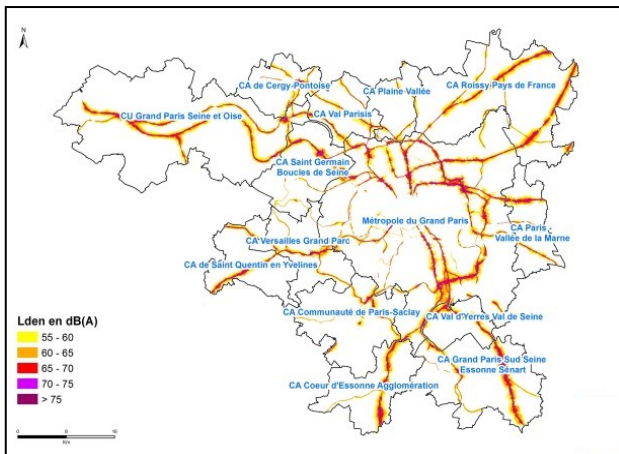 N
CA de Cergy-Pontoise
CA Plaine Vallée
CA Roissy Pays de France
CU Grand Paris Seine et Oise
CA Val Parisis
CA Saint Germain
Boucles de Seine
Métropole du Grand Paris
CA Paris
Vallée de la Marne
CA Versailles Grand Parc
CA de Saint Quentin en Yvelines
CA Communauté de Paris-Saclay
CA Val d'Yerres Val de Seine
CA Grand Paris Sud Seine
Essonne Sénart
CA Coeur d'Essonne Agglomération
Lden en dB(A)
55 - 60
60 - 65
65 - 70
70 - 75
> 75
0